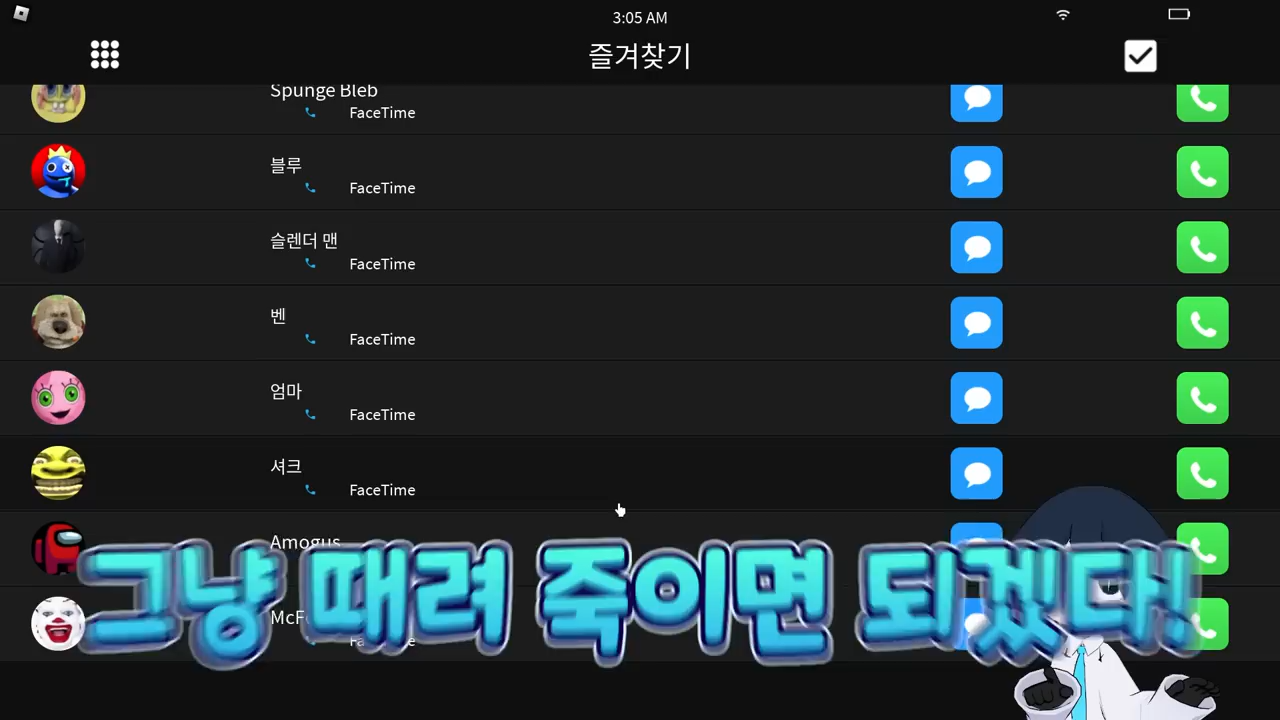 3:05 AM
즐겨찾기
Spunge Bleb
FaceTime
블루
FaceTime
슬렌더 맨
FaceTime
벤
FaceTime
엄마
FaceTime
셔크
FaceTime
Amogus
그냥 때려 죽이면 되겠다!